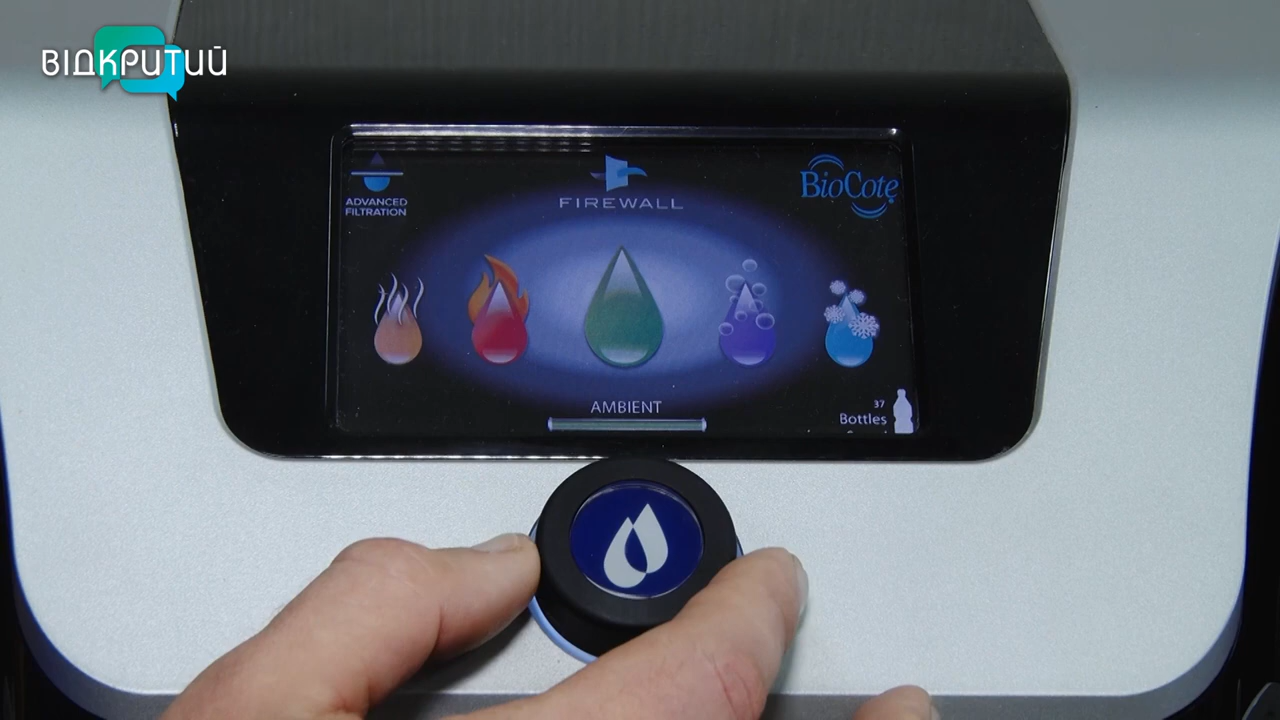 ВІДКРИТИЙ
ADVANCED
FILTRATION
FIREWALL
BioCote
AMBIENT
37
Bottles